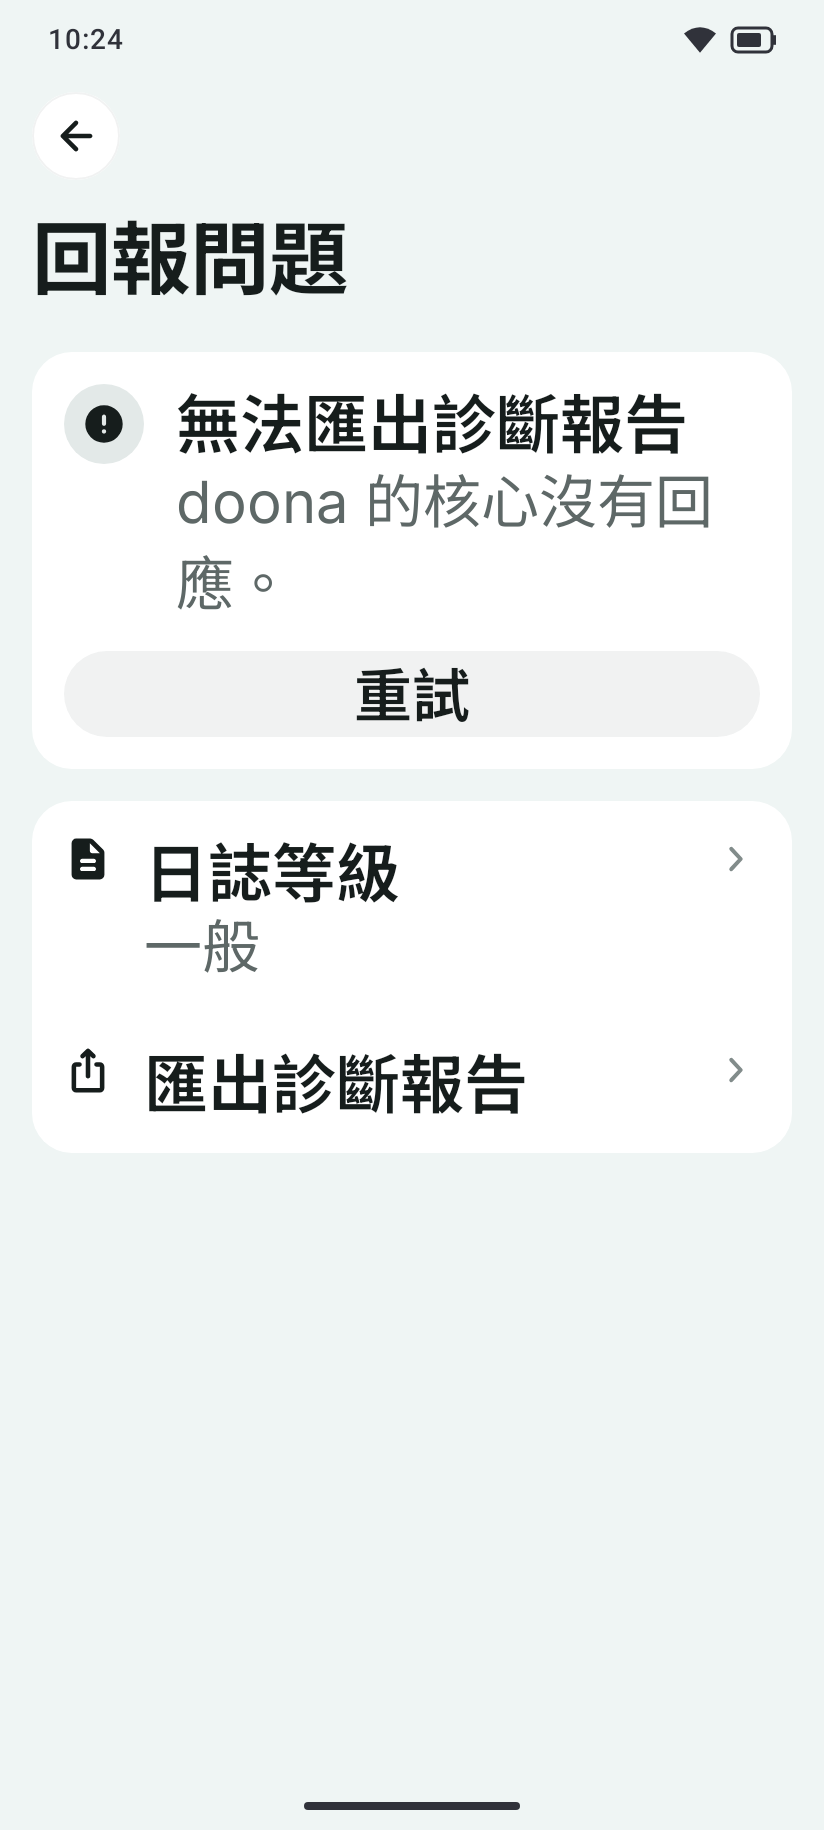 10:24
回報問題
無法匯出診斷報告
doona 的核心沒有回
應。
重試
日誌等級
一般
匯出診斷報告